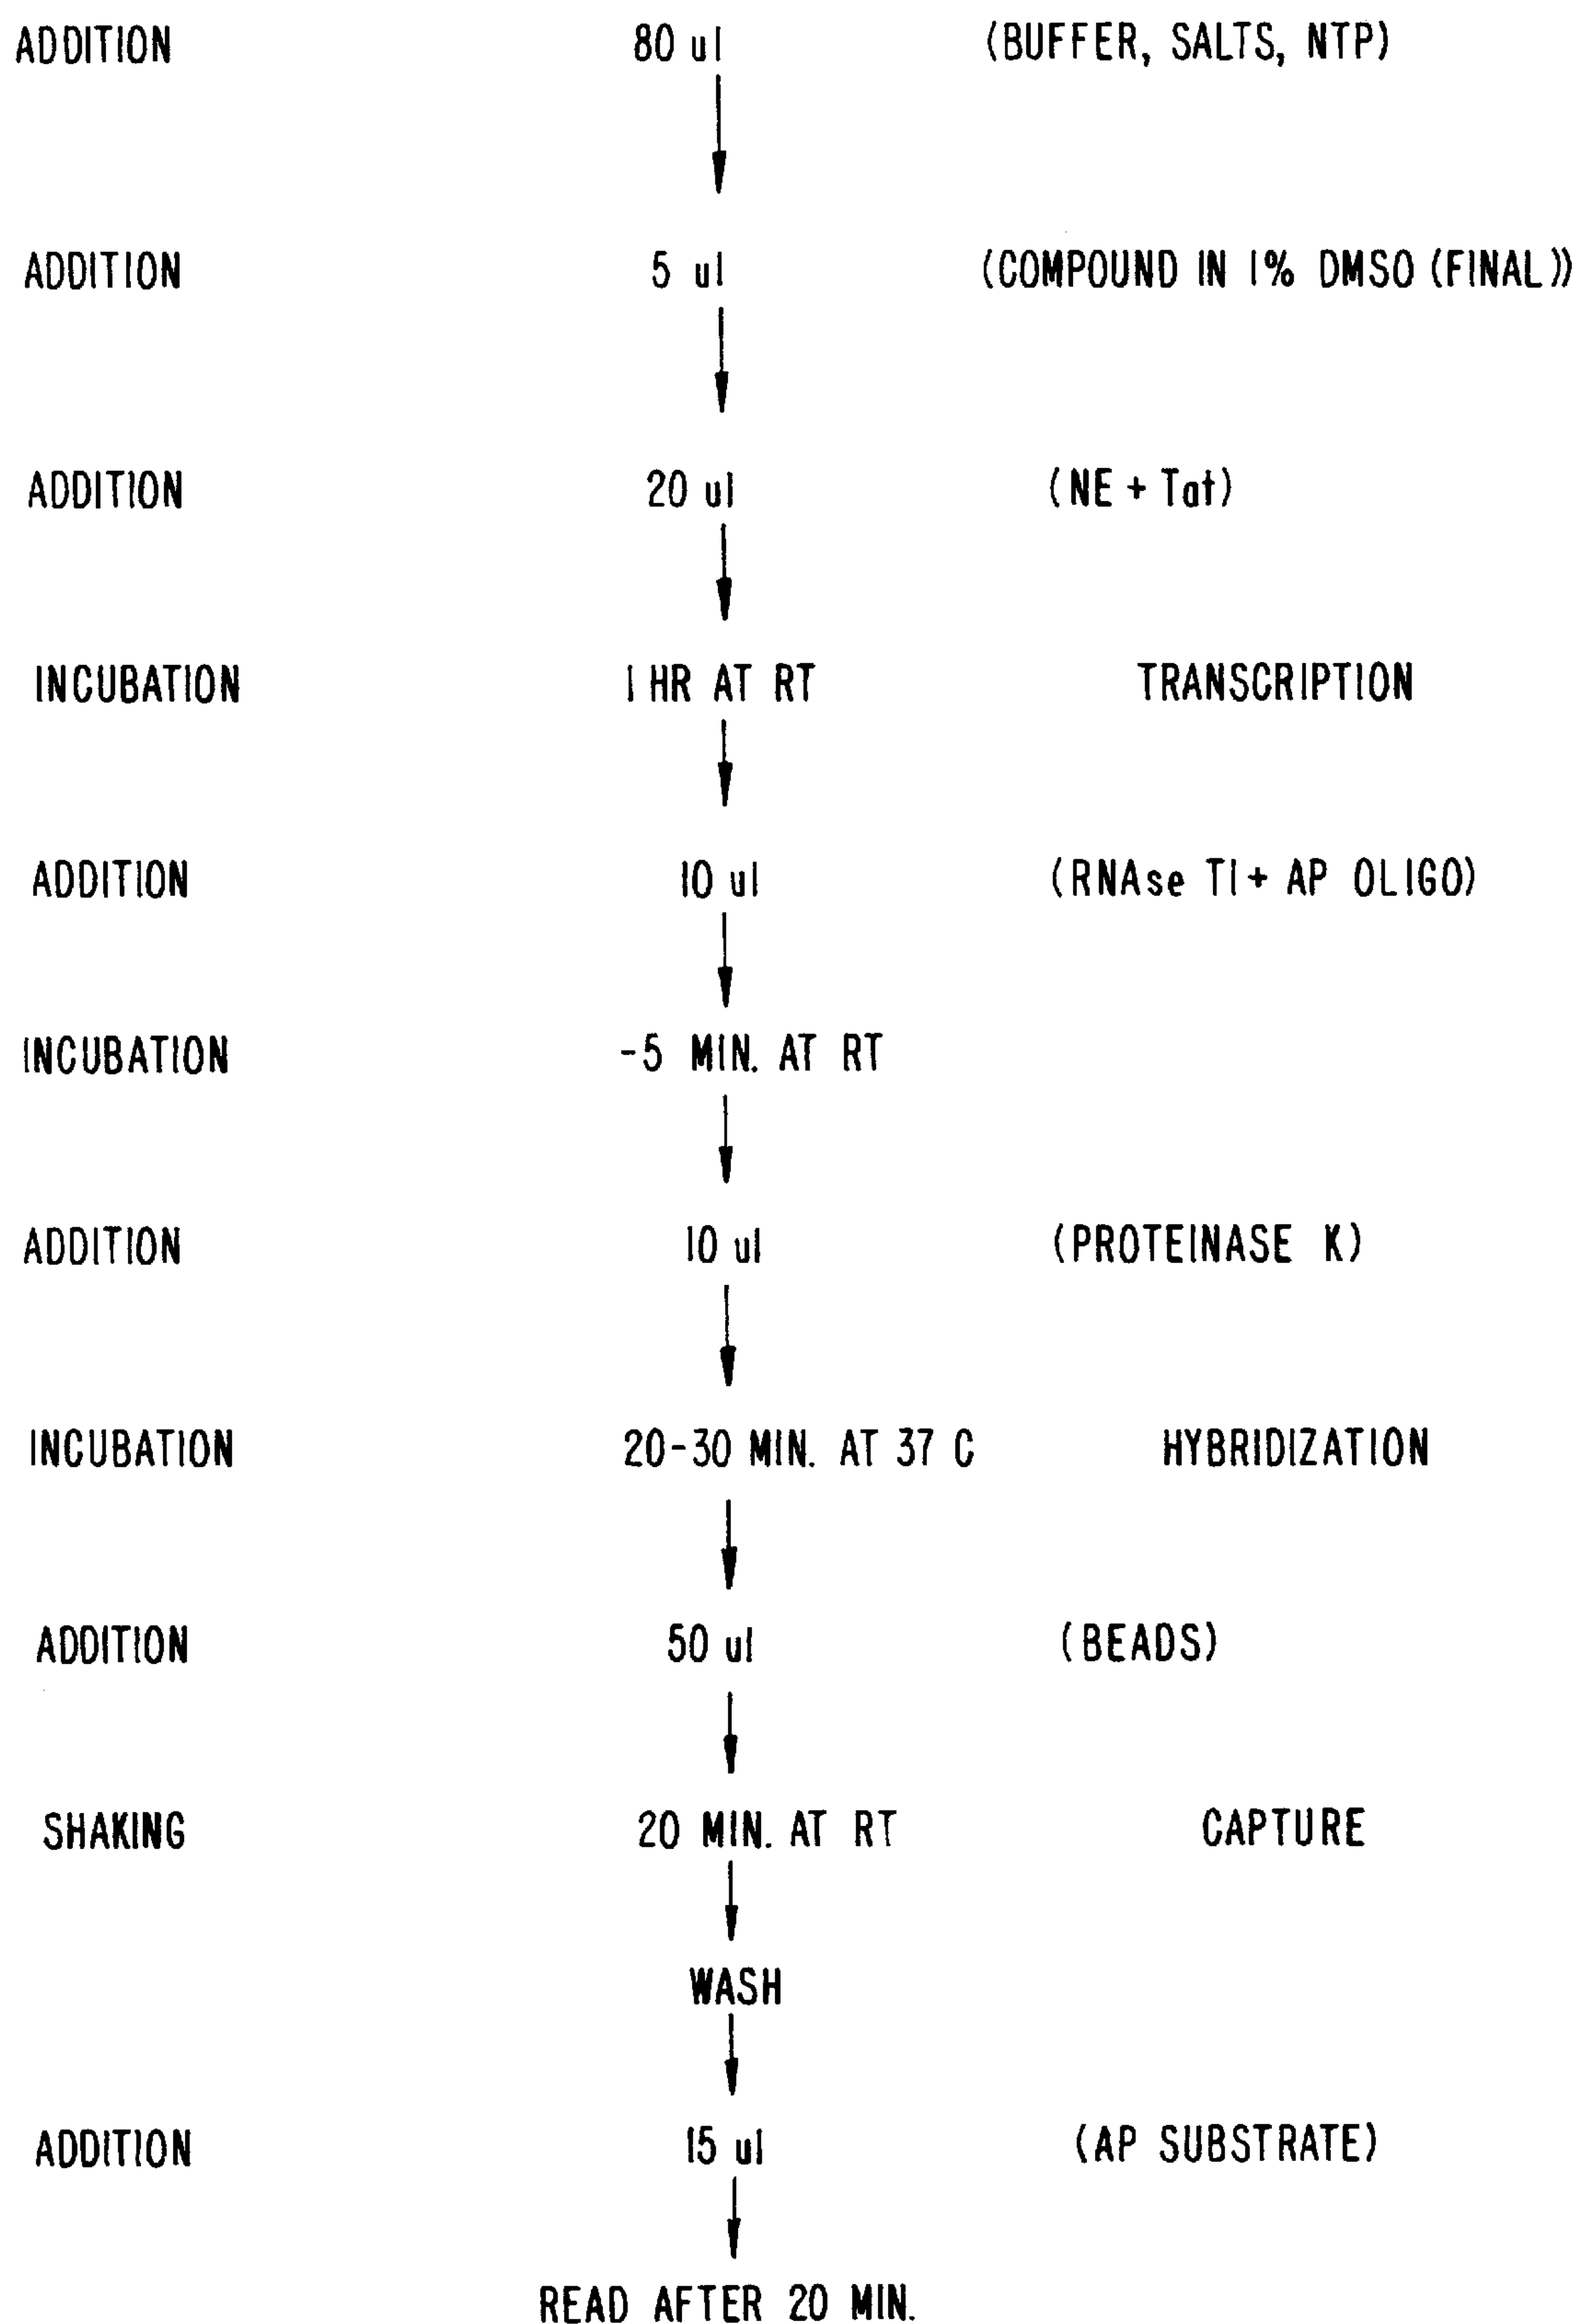 ADDITION 80 ul (BUFFER, SALTS, NTP)
ADDITION 5 ul (COMPOUND IN 1% DMSO (FINAL))
ADDITION 20 ul (NE + Tat)
INCUBATION 1 HR AT RT TRANSCRIPTION
ADDITION 10 ul (RNAse T1 + AP OLIGO)
INCUBATION -5 MIN. AT RT
ADDITION 10 ul (PROTEINASE K)
INCUBATION 20-30 MIN. AT 37 C HYBRIDIZATION
ADDITION 50 ul (BEADS)
SHAKING 20 MIN. AT RT CAPTURE
WASH
ADDITION 15 ul (AP SUBSTRATE)
READ AFTER 20 MIN.